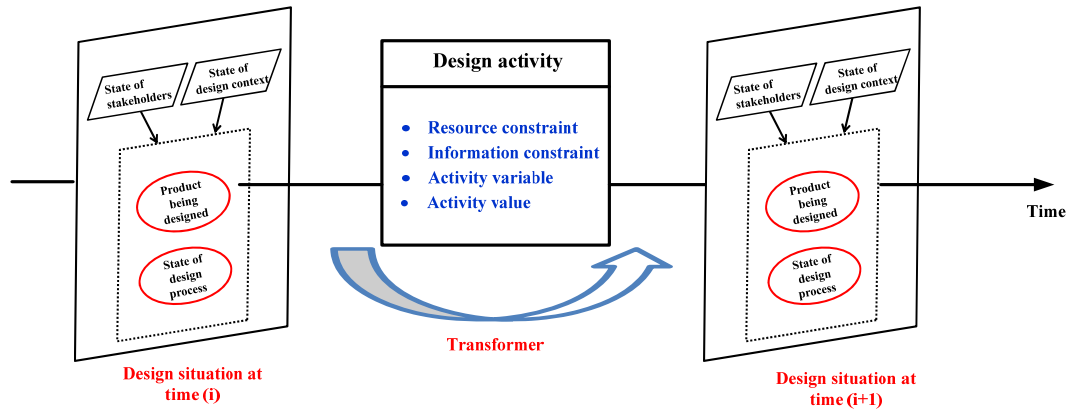 State of
stakeholders
State of
design context
Product
being
designed
State of
design
process
Design situation at
time (i)
Design activity
• Resource constraint
• Information constraint
• Activity variable
• Activity value
Transformer
State of
stakeholders
State of
design context
Product
being
designed
State of
design
process
Design situation at
time (i+1)
Time